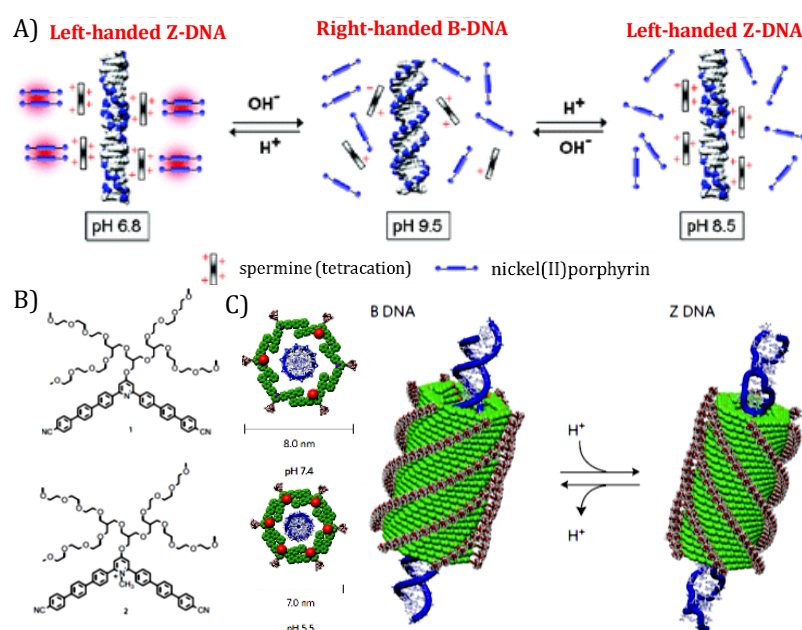 A)
Left-handed Z-DNA
Right-handed B-DNA
Left-handed Z-DNA
OH⁻
H⁺
H⁺
OH⁻
pH 6.8
pH 9.5
pH 8.5
spermine (tetracation)
nickel(II)porphyrin
B)
NC
CN
1
NC
CN
CH₃
2
C)
B DNA
Z DNA
8.0 nm
pH 7.4
7.0 nm
pH 5.5
H⁺
H⁺